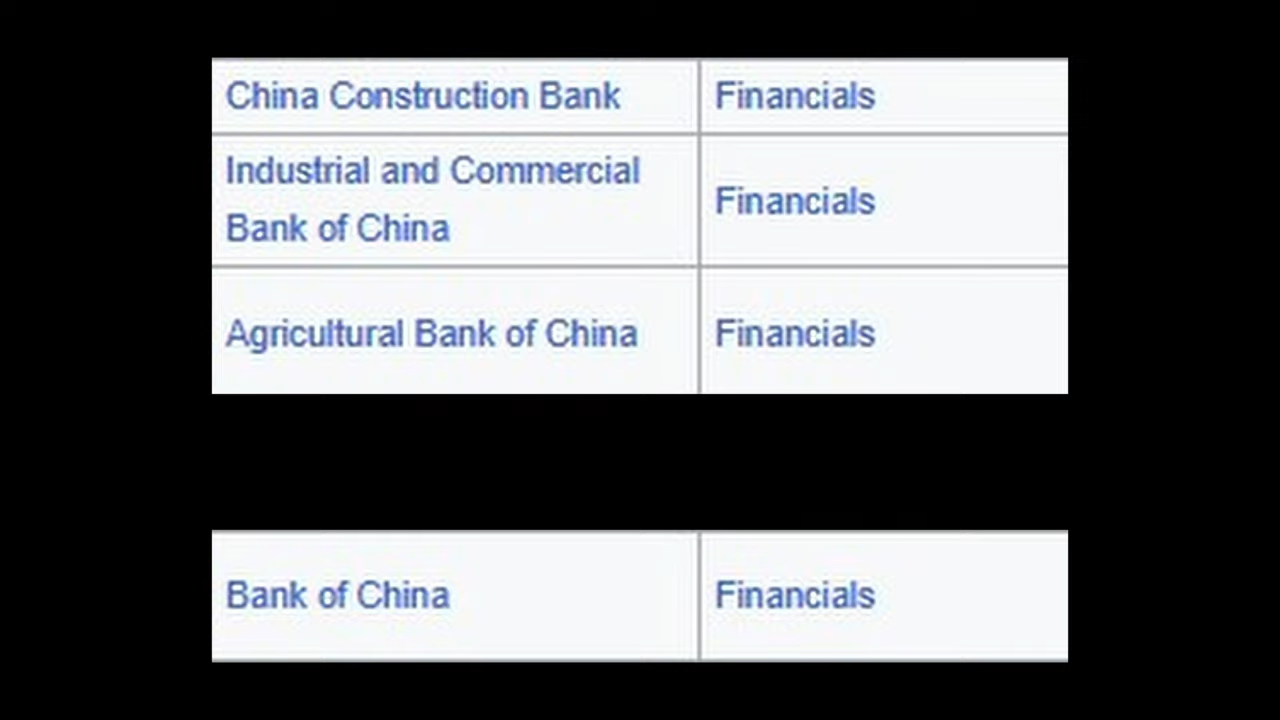 China Construction Bank Financials
Industrial and Commercial
Bank of China Financials
Agricultural Bank of China Financials
Bank of China Financials